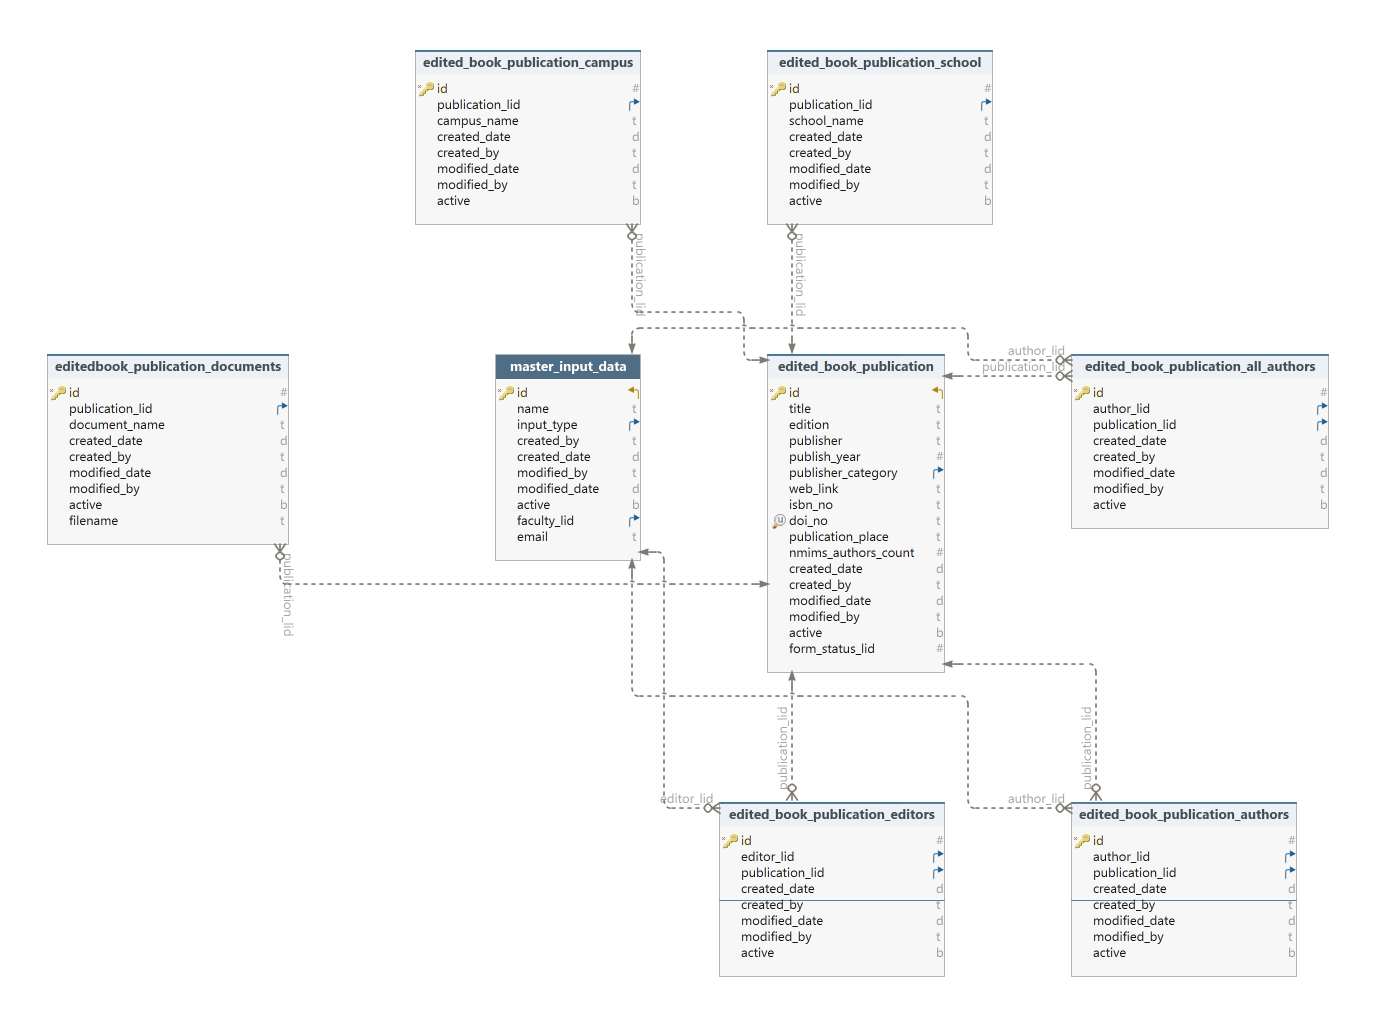 edited_book_publication_campus
id #
publication_lid
campus_name t
created_date d
created_by t
modified_date d
modified_by t
active b
edited_book_publication_school
id #
publication_lid
school_name t
created_date d
created_by t
modified_date d
modified_by t
active b
publication_lid
publication_lid
editedbook_publication_documents
id #
publication_lid
document_name t
created_date d
created_by t
modified_date d
modified_by t
active b
filename t
publication_lid
master_input_data
id
name t
input_type
created_by t
created_date d
modified_by t
modified_date d
active b
faculty_lid
email t
edited_book_publication
id
title t
edition t
publisher t
publish_year #
publisher_category
web_link t
isbn_no t
u doi_no t
publication_place t
nmims_authors_count #
created_date d
created_by t
modified_date d
modified_by t
active b
form_status_lid #
author_lid
publication_lid
edited_book_publication_all_authors
id #
author_lid
publication_lid
created_date d
created_by t
modified_date d
modified_by t
active b
publication_lid
publication_lid
editor_lid
author_lid
edited_book_publication_editors
id #
editor_lid
publication_lid
created_date d
created_by t
modified_date d
modified_by t
active b
edited_book_publication_authors
id #
author_lid
publication_lid
created_date d
created_by t
modified_date d
modified_by t
active b